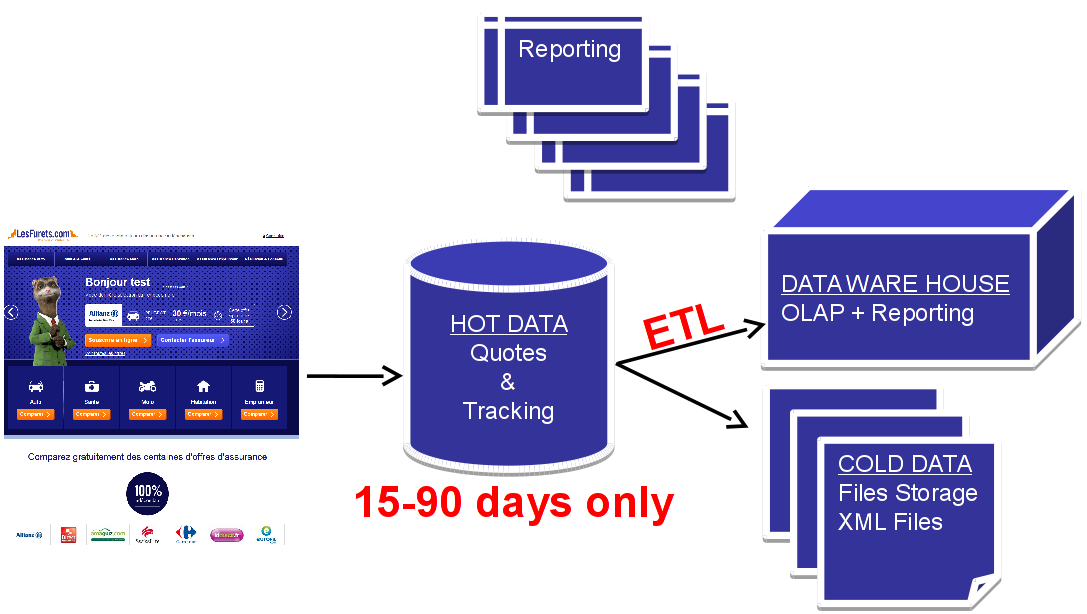 Reporting
LesFurets.com
Bonjour test
Allianz
30 €/mois
Souscrire en ligne
Contacter l'assureur
Auto
Santé
Moto
Habitation
Emprunteur
Comparer
Comparer
Comparer
Comparer
Comparer
Comparez gratuitement des centaines d'offres d'assurance
100%
Allianz
HOT DATA
Quotes
&
Tracking
15-90 days only
ETL
DATA WARE HOUSE
OLAP + Reporting
COLD DATA
Files Storage
XML Files